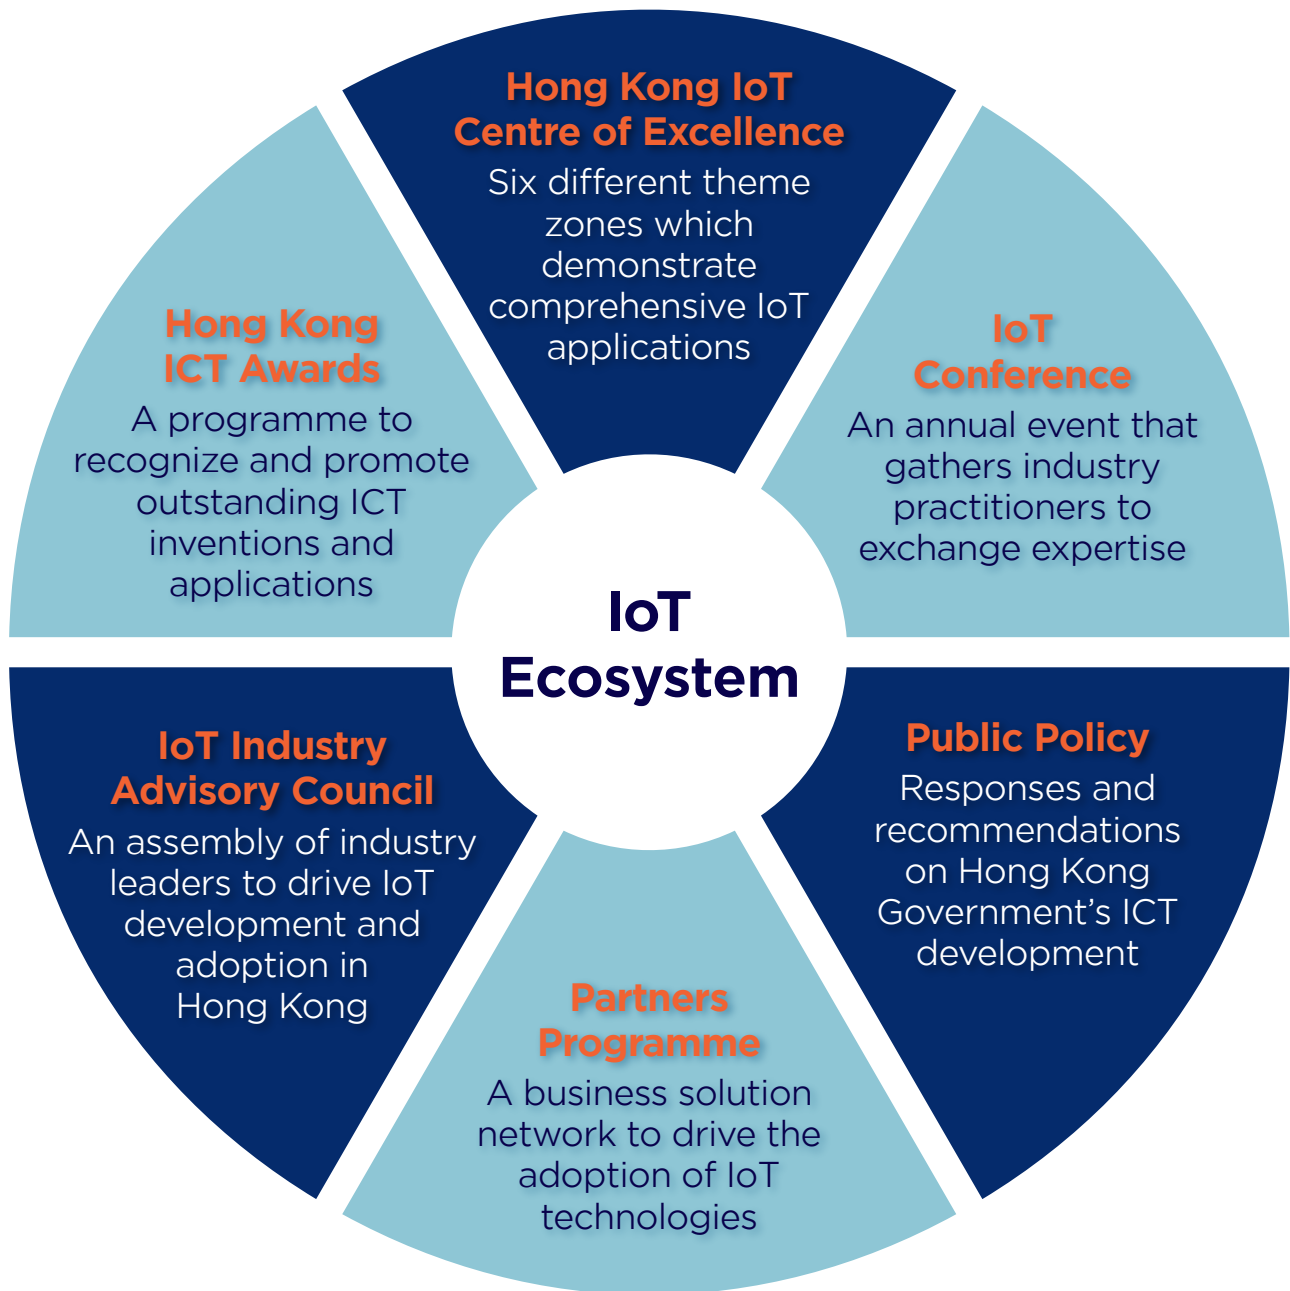 Hong Kong IoT
Centre of Excellence
Six different theme
zones which
demonstrate
comprehensive IoT
applications
IoT
Conference
An annual event that
gathers industry
practitioners to
exchange expertise
Public Policy
Responses and
recommendations
on Hong Kong
Government’s ICT
development
Partners
Programme
A business solution
network to drive the
adoption of IoT
technologies
IoT Industry
Advisory Council
An assembly of industry
leaders to drive IoT
development and
adoption in
Hong Kong
Hong Kong
ICT Awards
A programme to
recognize and promote
outstanding ICT
inventions and
applications
IoT
Ecosystem